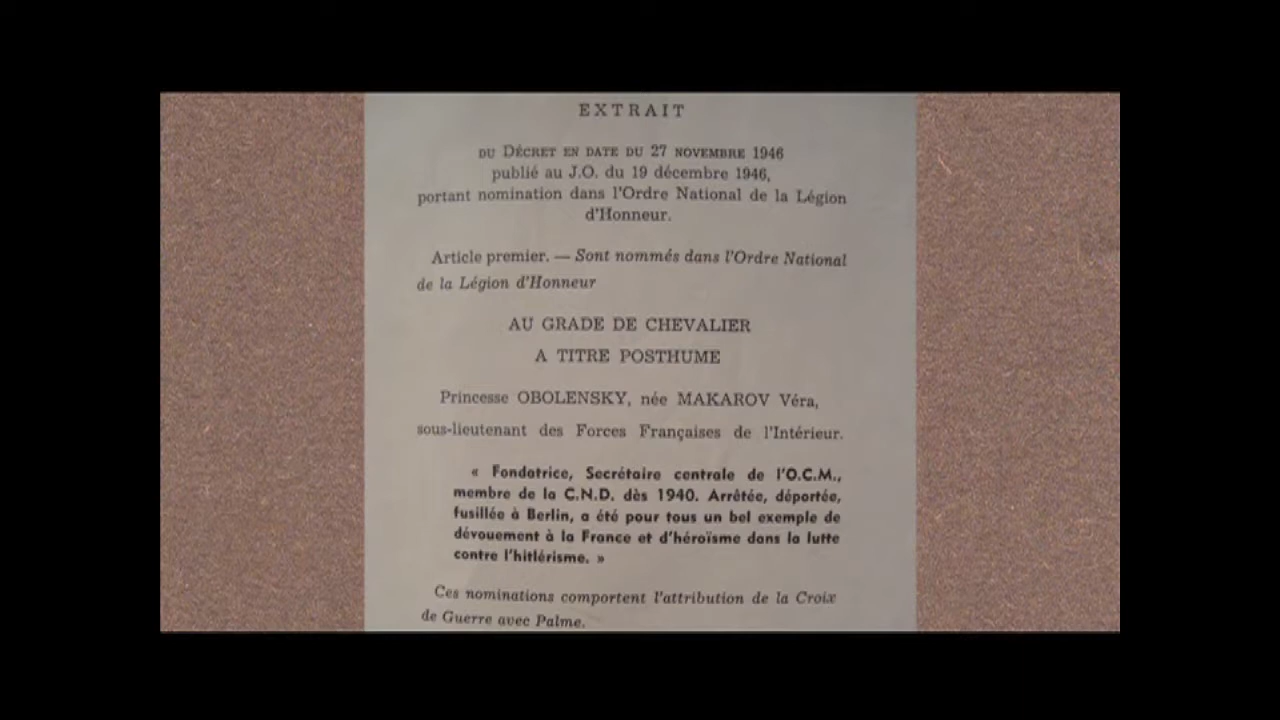 EXTRAIT
DU DÉCRET EN DATE DU 27 NOVEMBRE 1946
publié au J.O. du 19 décembre 1946,
portant nomination dans l'Ordre National de la Légion
d'Honneur.
Article premier. — Sont nommés dans l'Ordre National
de la Légion d'Honneur
AU GRADE DE CHEVALIER
A TITRE POSTHUME
Princesse OBOLENSKY, née MAKAROV Véra,
sous-lieutenant des Forces Françaises de l'Intérieur.
« Fondatrice, Secrétaire centrale de l'O.C.M.,
membre de la C.N.D. dès 1940. Arrêtée, déportée,
fusillée à Berlin, a été pour tous un bel exemple de
dévouement à la France et d'héroïsme dans la lutte
contre l'hitlérisme. »
Ces nominations comportent l'attribution de la Croix
de Guerre avec Palme.